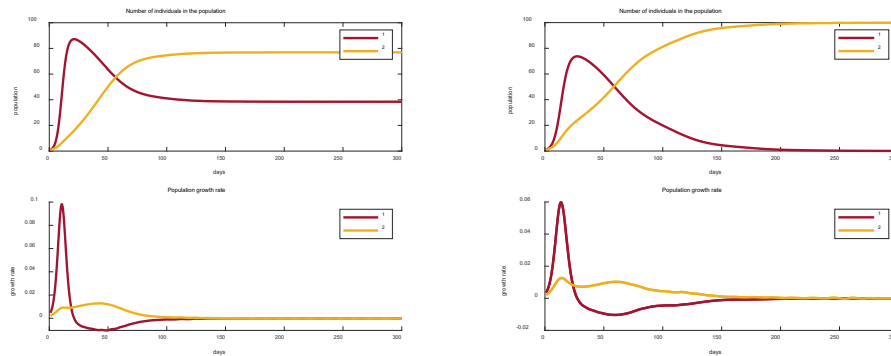 Number of individuals in the population
100
80
60
40
20
0
population
0 50 100 150 200 250 300
days
1
2
Population growth rate
0.1
0.08
0.06
0.04
0.02
0
growth rate
0 50 100 150 200 250 300
days
1
2
Number of individuals in the population
100
80
60
40
20
0
population
0 50 100 150 200 250 300
days
1
2
Population growth rate
0.06
0.04
0.02
0
-0.02
growth rate
0 50 100 150 200 250 300
days
1
2